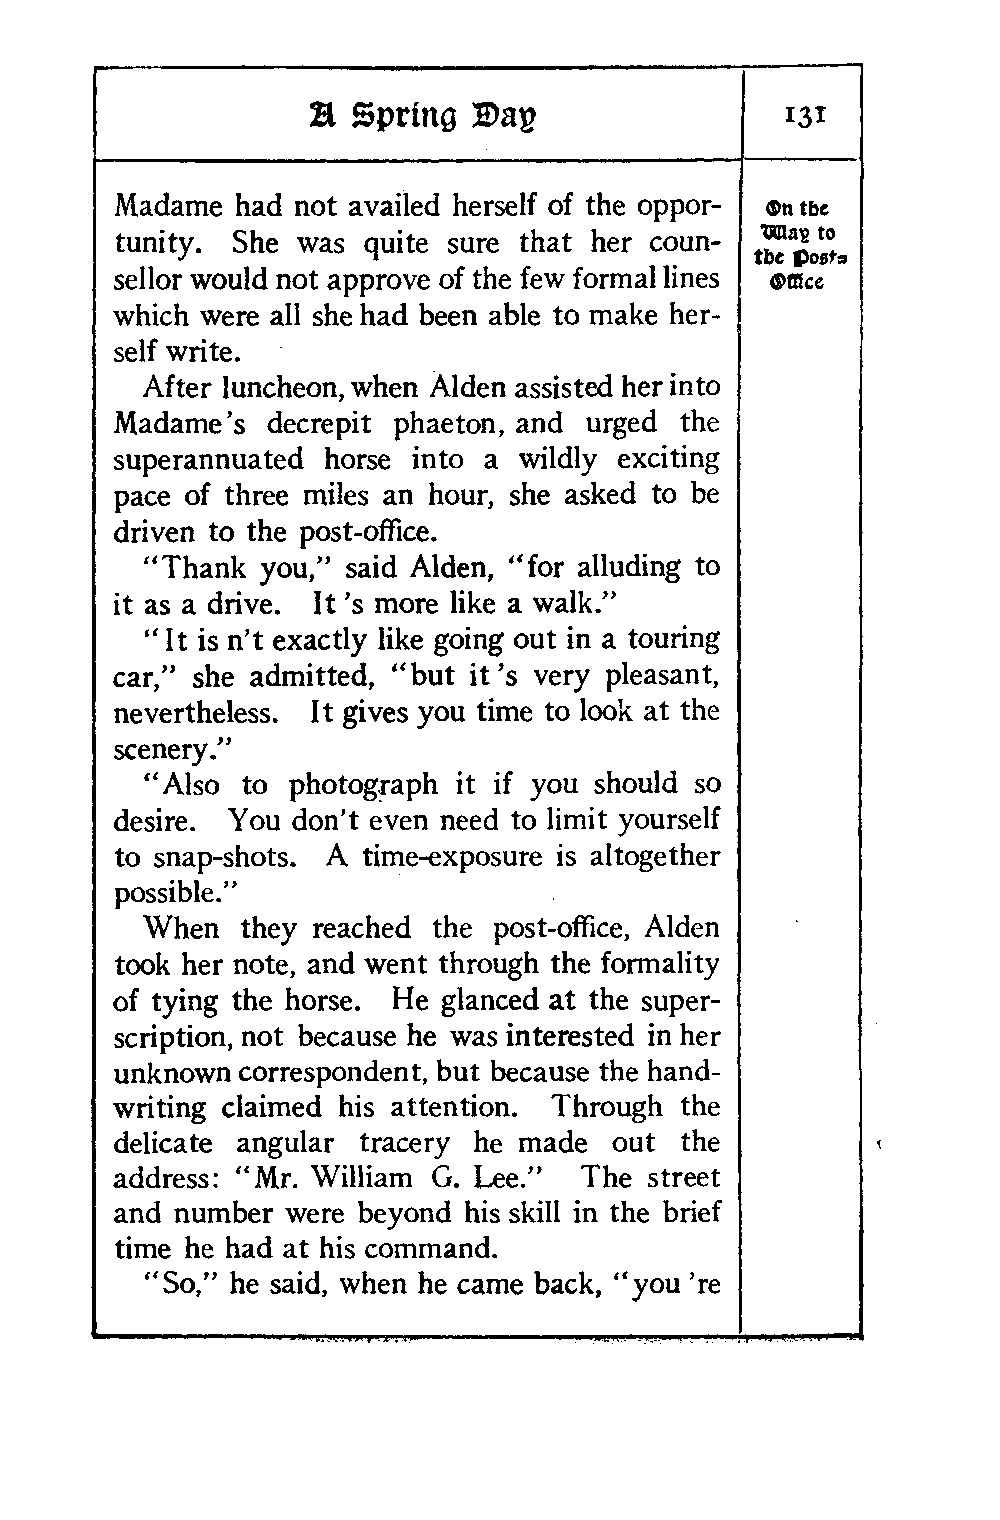 A Spring Day
131
Madame had not availed herself of the oppor-
tunity. She was quite sure that her coun-
sellor would not approve of the few formal lines
which were all she had been able to make her-
self write.
After luncheon, when Alden assisted her into
Madame's decrepit phaeton, and urged the
superannuated horse into a wildly exciting
pace of three miles an hour, she asked to be
driven to the post-office.
"Thank you," said Alden, "for alluding to
it as a drive. It 's more like a walk."
"It is n't exactly like going out in a touring
car," she admitted, "but it 's very pleasant,
nevertheless. It gives you time to look at the
scenery."
"Also to photograph it if you should so
desire. You don't even need to limit yourself
to snap-shots. A time-exposure is altogether
possible."
When they reached the post-office, Alden
took her note, and went through the formality
of tying the horse. He glanced at the super-
scription, not because he was interested in her
unknown correspondent, but because the hand-
writing claimed his attention. Through the
delicate angular tracery he made out the
address: "Mr. William G. Lee." The street
and number were beyond his skill in the brief
time he had at his command.
"So," he said, when he came back, "you 're
On the
Way to
the Post-
Office